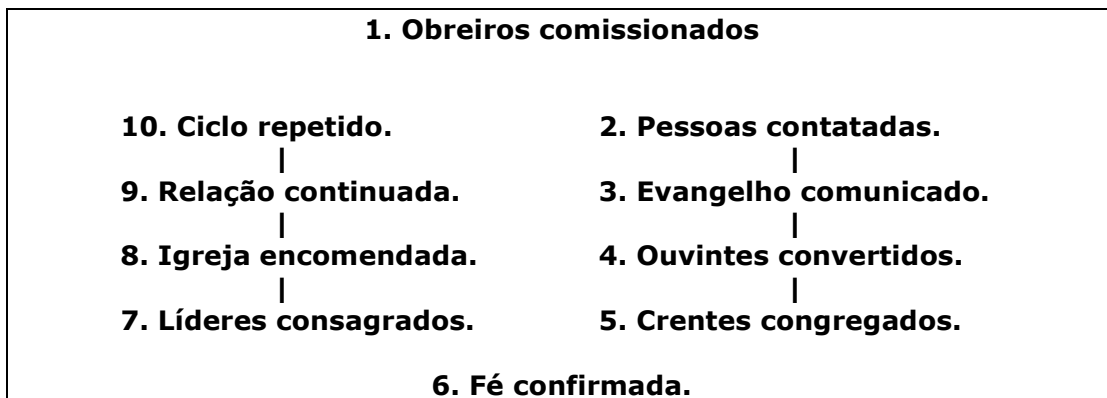 1. Obreiros comissionados
10. Ciclo repetido. 2. Pessoas contatadas.
| |
9. Relação continuada. 3. Evangelho comunicado.
| |
8. Igreja encomendada. 4. Ouvintes convertidos.
| |
7. Líderes consagrados. 5. Crentes congregados.
6. Fé confirmada.